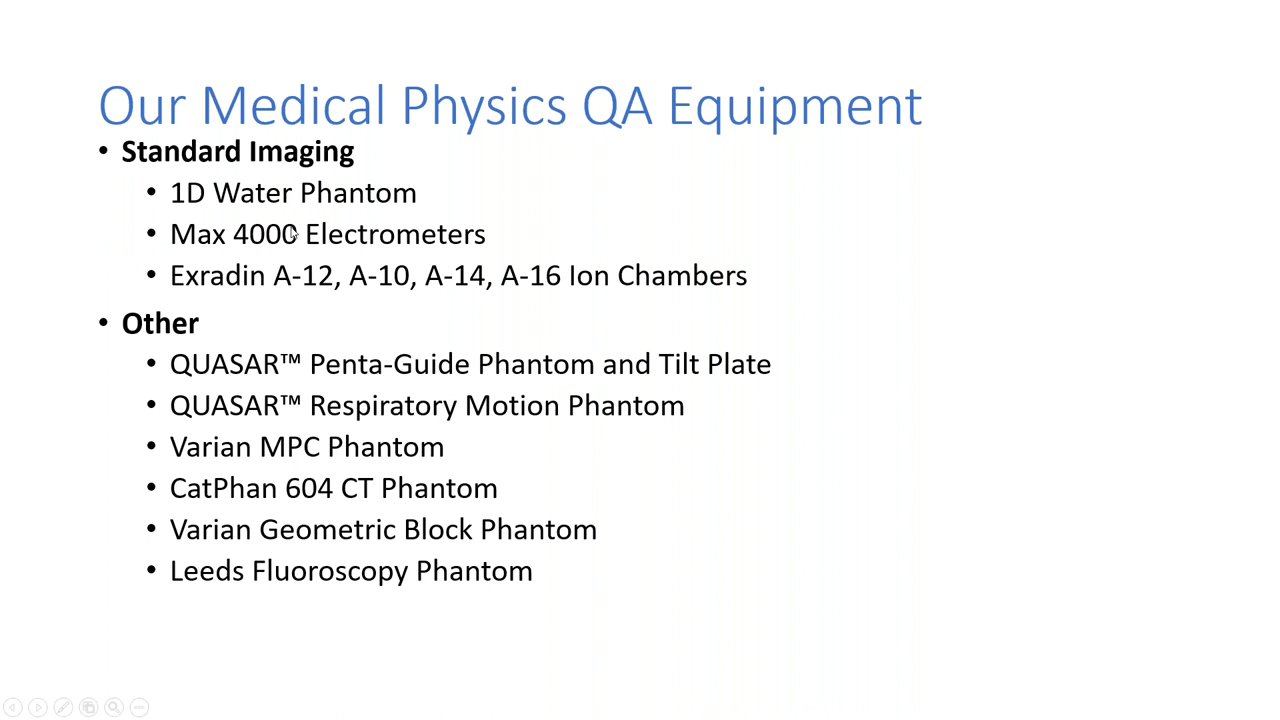 Our Medical Physics QA Equipment
• Standard Imaging
• 1D Water Phantom
• Max 4000 Electrometers
• Exradin A-12, A-10, A-14, A-16 Ion Chambers
• Other
• QUASAR™ Penta-Guide Phantom and Tilt Plate
• QUASAR™ Respiratory Motion Phantom
• Varian MPC Phantom
• CatPhan 604 CT Phantom
• Varian Geometric Block Phantom
• Leeds Fluoroscopy Phantom